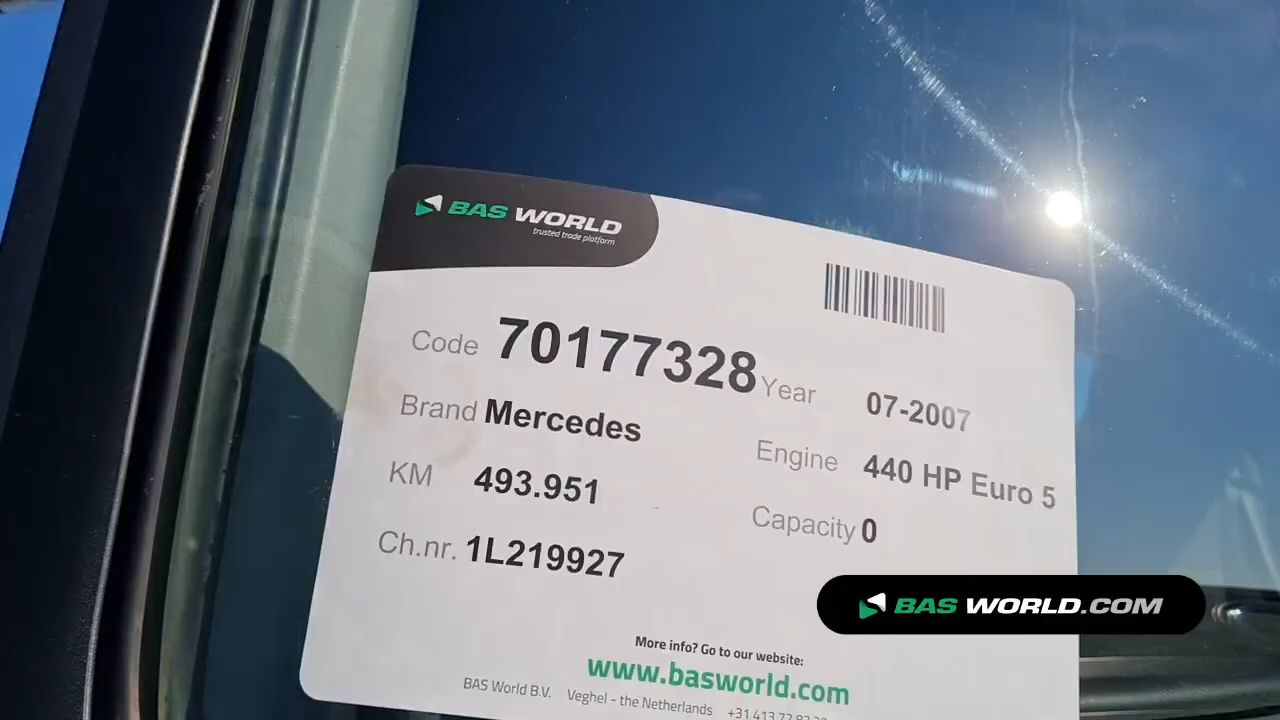 BAS WORLD
trusted trade platform
Code 70177328 Year 07-2007
Brand Mercedes Engine 440 HP Euro 5
KM 493.951 Capacity 0
Ch.nr. 1L219927
BAS WORLD.COM
More info? Go to our website:
www.basworld.com
BAS World B.V. Veghel - the Netherlands